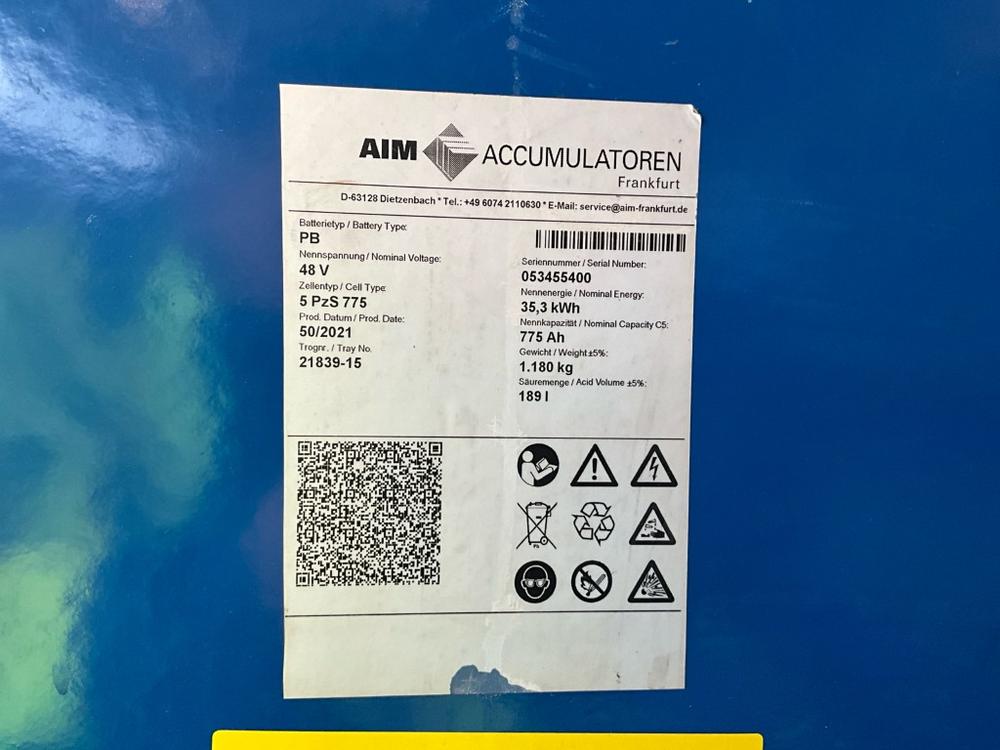 AIM ACCUMULATOREN
Frankfurt
D-63128 Dietzenbach * Tel.: +49 6074 2110630 * E-Mail: service@aim-frankfurt.de
Batterietyp / Battery Type:
PB
Nennspannung / Nominal Voltage:
48 V
Zellentyp / Cell Type:
5 PzS 775
Prod. Datum / Prod. Date:
50/2021
Trognr. / Tray No.
21839-15
Seriennummer / Serial Number:
053455400
Nennenergie / Nominal Energy:
35,3 kWh
Nennkapazität / Nominal Capacity C5:
775 Ah
Gewicht / Weight ±5%:
1.180 kg
Säuremenge / Acid Volume ±5%:
189 l
Pb